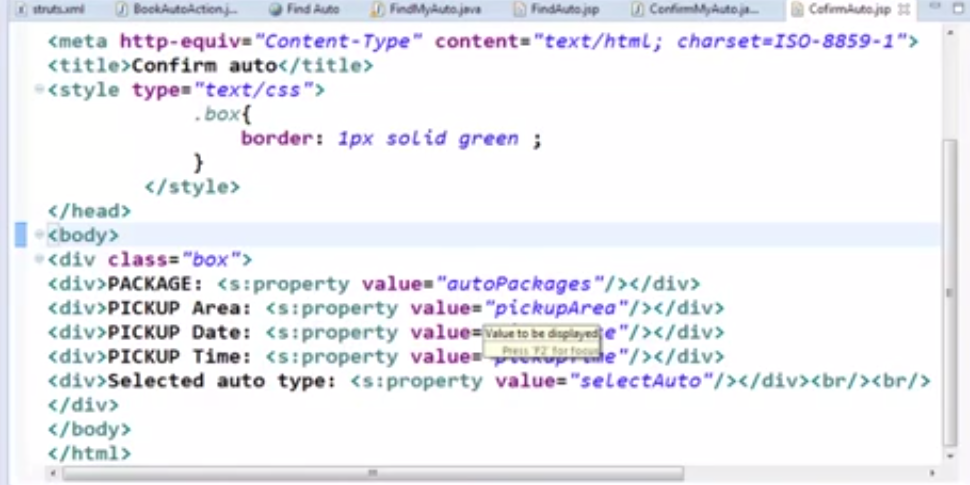 struts.xml BookAutoAction.j... Find Auto FindMyAuto.java FindAuto.jsp ConfirmMyAuto.ja... CofirmAuto.jsp
<meta http-equiv="Content-Type" content="text/html; charset=ISO-8859-1">
<title>Confirm auto</title>
<style type="text/css">
.box{
border: 1px solid green ;
}
</style>
</head>
<body>
<div class="box">
<div>PACKAGE: <s:property value="autoPackages"/></div>
<div>PICKUP Area: <s:property value="pickupArea"/></div>
<div>PICKUP Date: <s:property value= e"/></div>
Value to be displayed
Press 'F2' for focus
<div>PICKUP Time: <s:property value="pickupTime"/></div>
<div>Selected auto type: <s:property value="selectAuto"/></div><br/><br/>
</div>
</body>
</html>